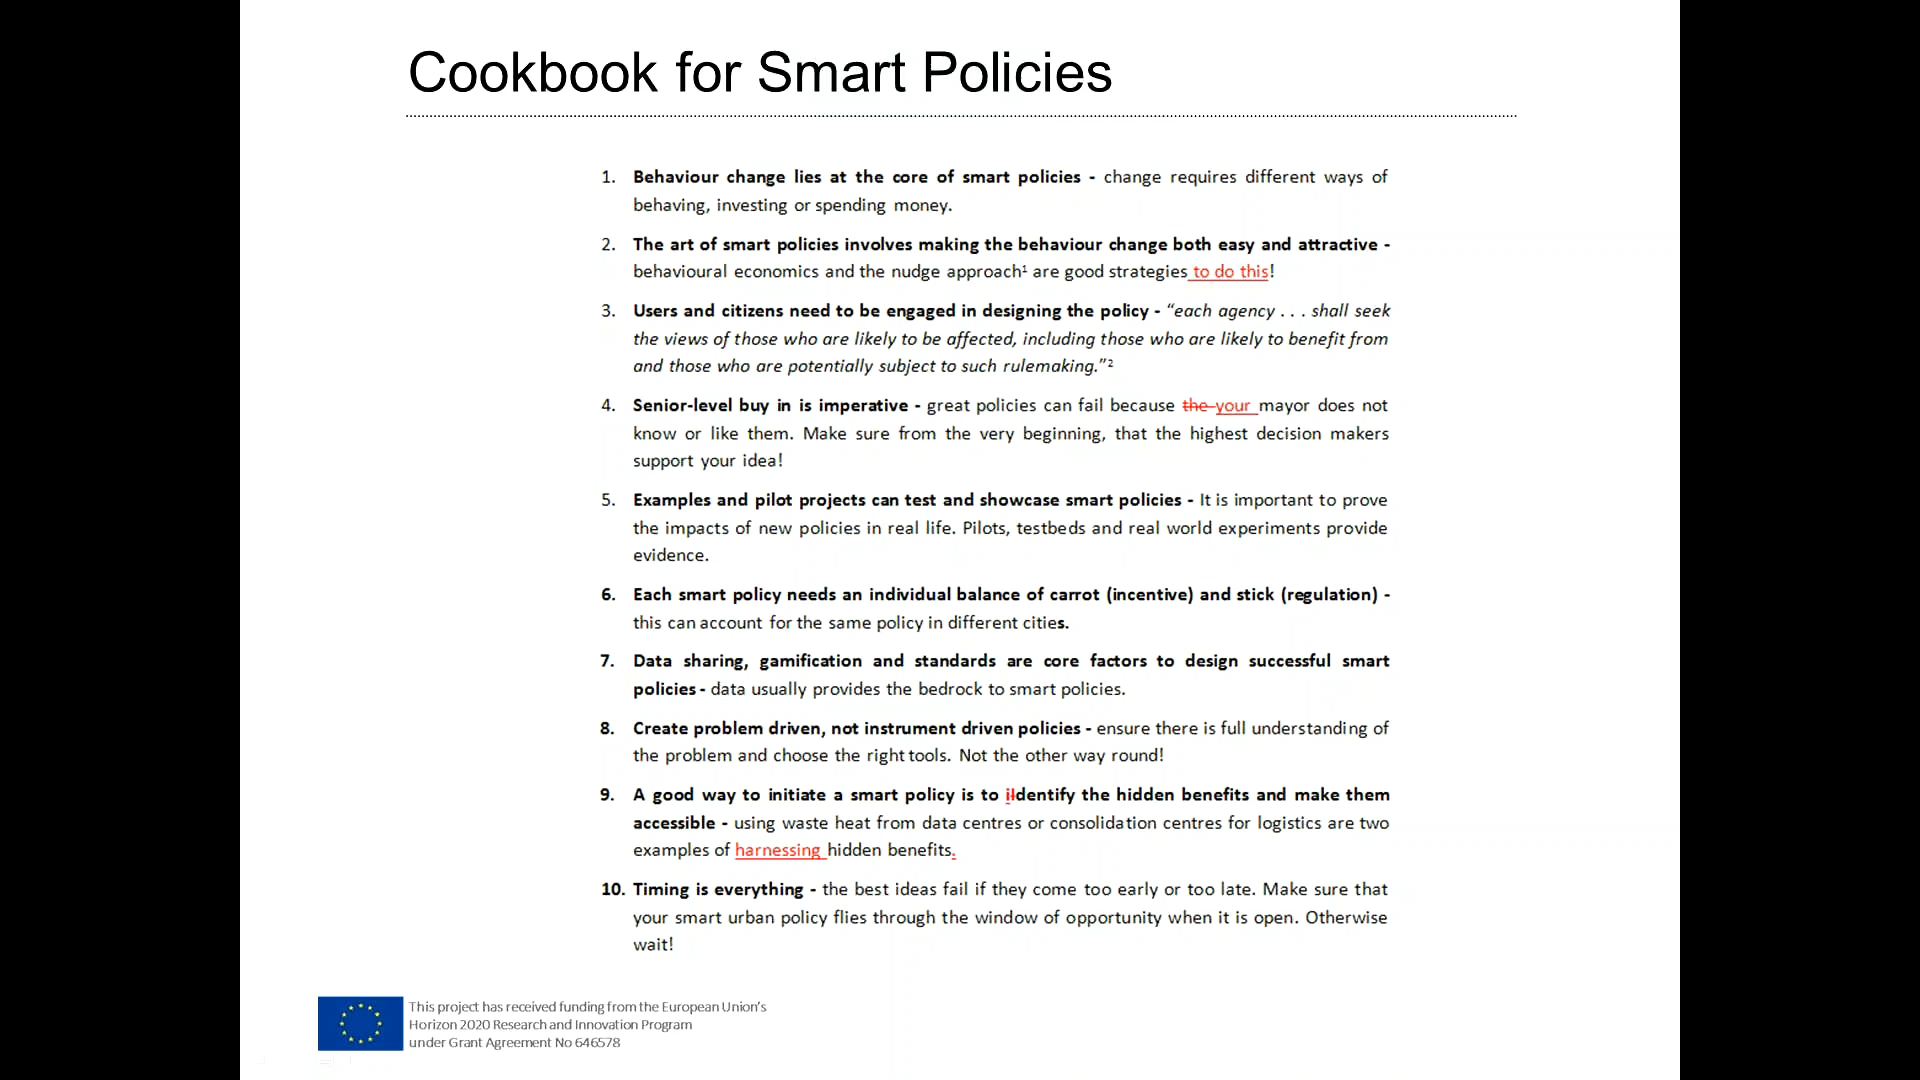 Cookbook for Smart Policies
1. Behaviour change lies at the core of smart policies - change requires different ways of
behaving, investing or spending money.
2. The art of smart policies involves making the behaviour change both easy and attractive -
behavioural economics and the nudge approach¹ are good strategies to do this!
3. Users and citizens need to be engaged in designing the policy - “each agency . . . shall seek
the views of those who are likely to be affected, including those who are likely to benefit from
and those who are potentially subject to such rulemaking.”²
4. Senior-level buy in is imperative - great policies can fail because the your mayor does not
know or like them. Make sure from the very beginning, that the highest decision makers
support your idea!
5. Examples and pilot projects can test and showcase smart policies - It is important to prove
the impacts of new policies in real life. Pilots, testbeds and real world experiments provide
evidence.
6. Each smart policy needs an individual balance of carrot (incentive) and stick (regulation) -
this can account for the same policy in different cities.
7. Data sharing, gamification and standards are core factors to design successful smart
policies - data usually provides the bedrock to smart policies.
8. Create problem driven, not instrument driven policies - ensure there is full understanding of
the problem and choose the right tools. Not the other way round!
9. A good way to initiate a smart policy is to iIdentify the hidden benefits and make them
accessible - using waste heat from data centres or consolidation centres for logistics are two
examples of harnessing hidden benefits.
10. Timing is everything - the best ideas fail if they come too early or too late. Make sure that
your smart urban policy flies through the window of opportunity when it is open. Otherwise
wait!
This project has received funding from the European Union’s
Horizon 2020 Research and Innovation Program
under Grant Agreement No 646578